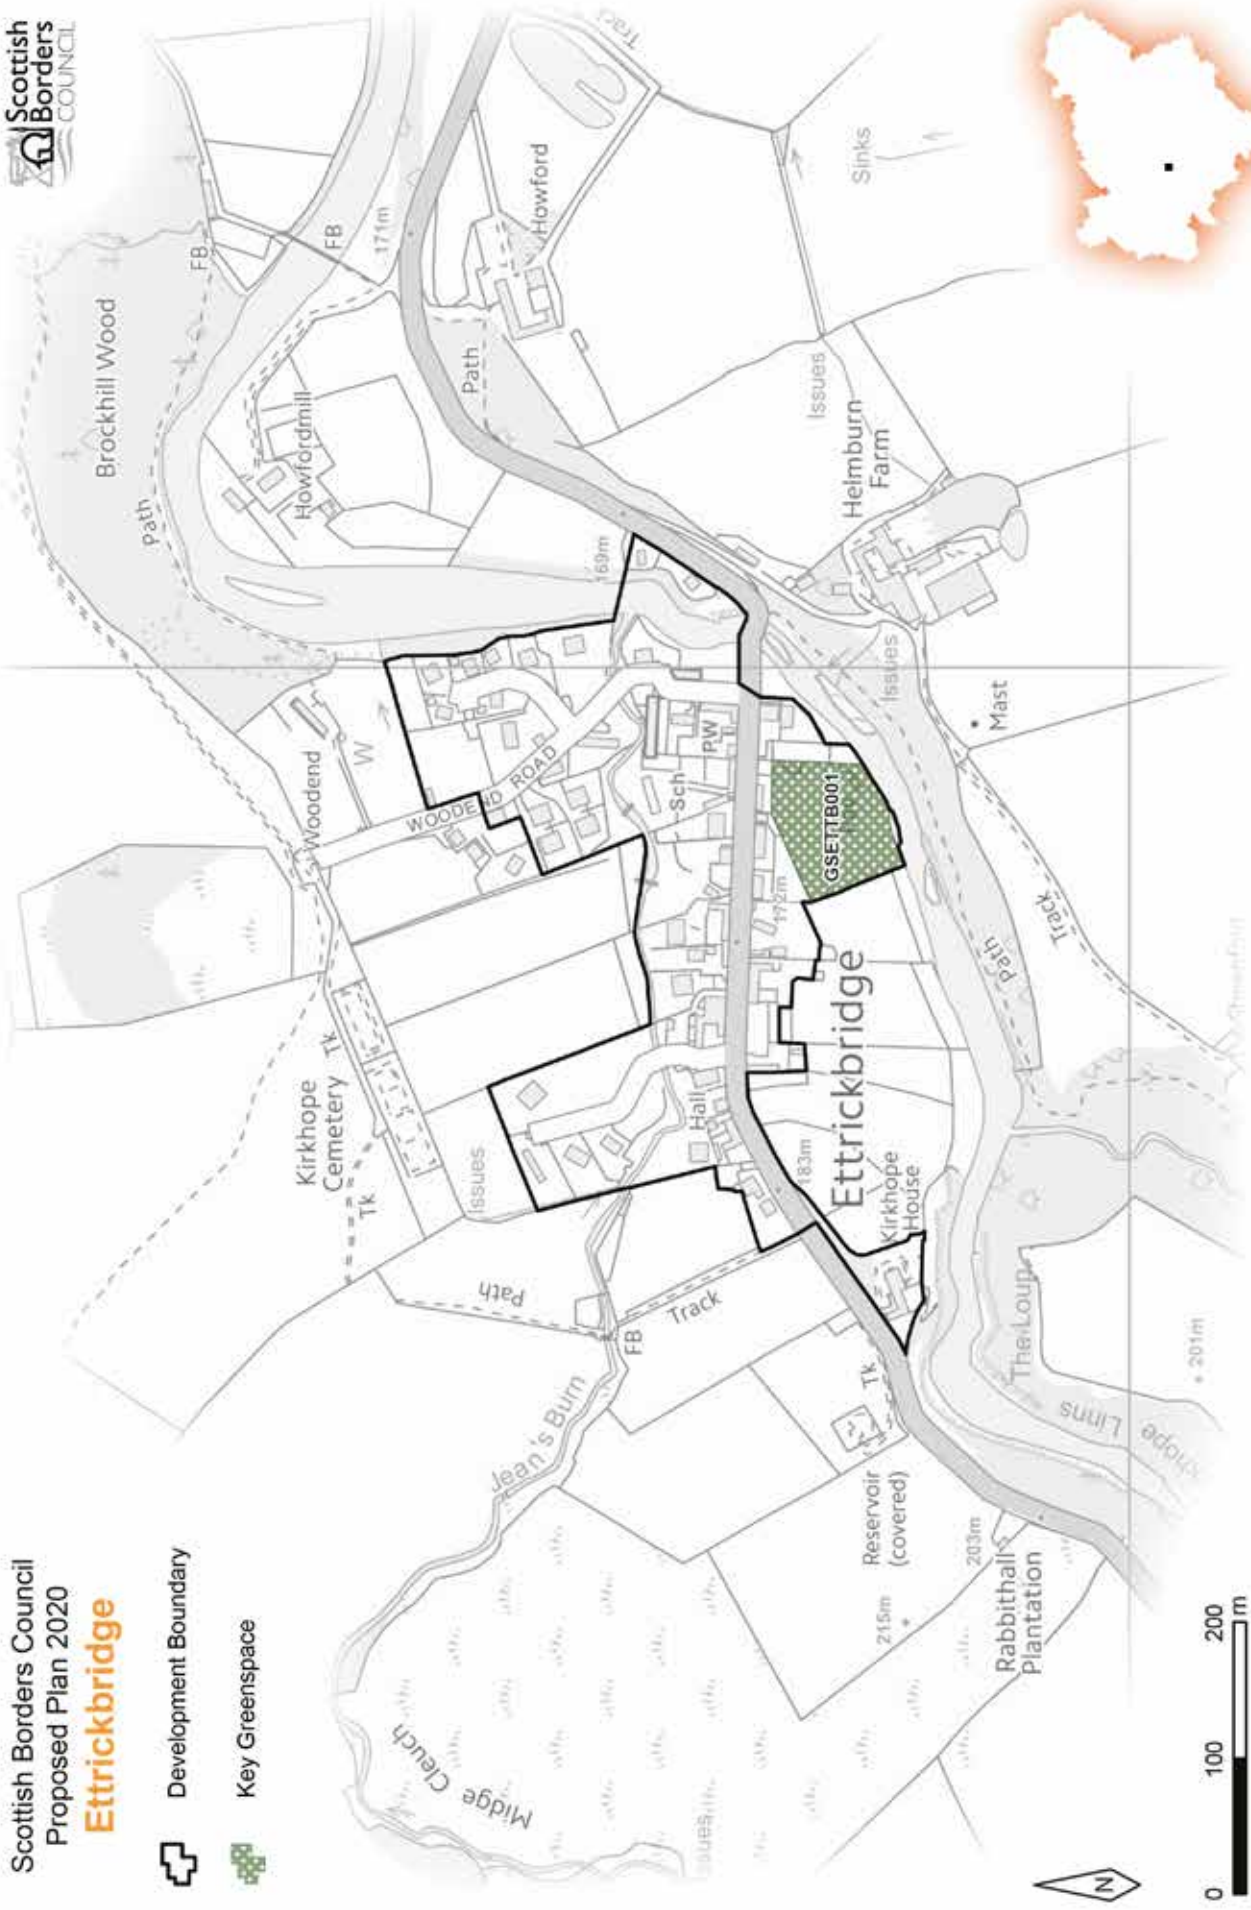 Scottish Borders Council
Proposed Plan 2020
Ettrickbridge
Development Boundary
Key Greenspace
Scottish
Borders
COUNCIL
Midge Cleuch
Jean's Burn
Path
FB
Track
Tk
Kirkhope
Cemetery
Tk
Issues
Woodend
W
WOODEND ROAD
Brockhill Wood
Path
FB
FB
171m
Howfordmill
169m
Path
Howford
Sinks
Issues
Helmburn
Farm
Issues
Mast
Track
Path
PW
Sch
GSETTB001
172m
Hall
183m
Ettrickbridge
Kirkhope
House
The Loup
Linns
201m
Tk
Reservoir
(covered)
215m
203m
Rabbithall
Plantation
N
0 100 200
m